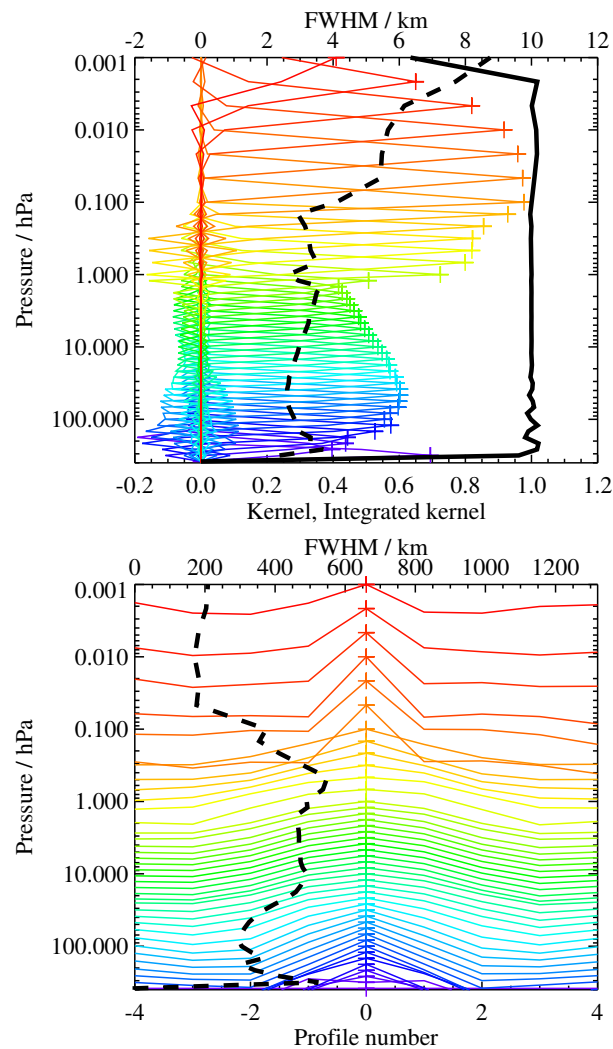 FWHM / km
-2 0 2 4 6 8 10 12
0.001
0.010
0.100
1.000
10.000
100.000
Pressure / hPa
-0.2 0.0 0.2 0.4 0.6 0.8 1.0 1.2
Kernel, Integrated kernel
FWHM / km
0 200 400 600 800 1000 1200
0.001
0.010
0.100
1.000
10.000
100.000
Pressure / hPa
-4 -2 0 2 4
Profile number